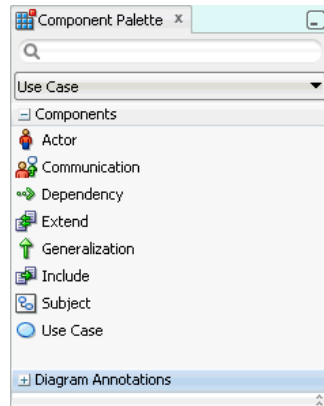 Component Palette
Use Case
Components
Actor
Communication
Dependency
Extend
Generalization
Include
Subject
Use Case
Diagram Annotations